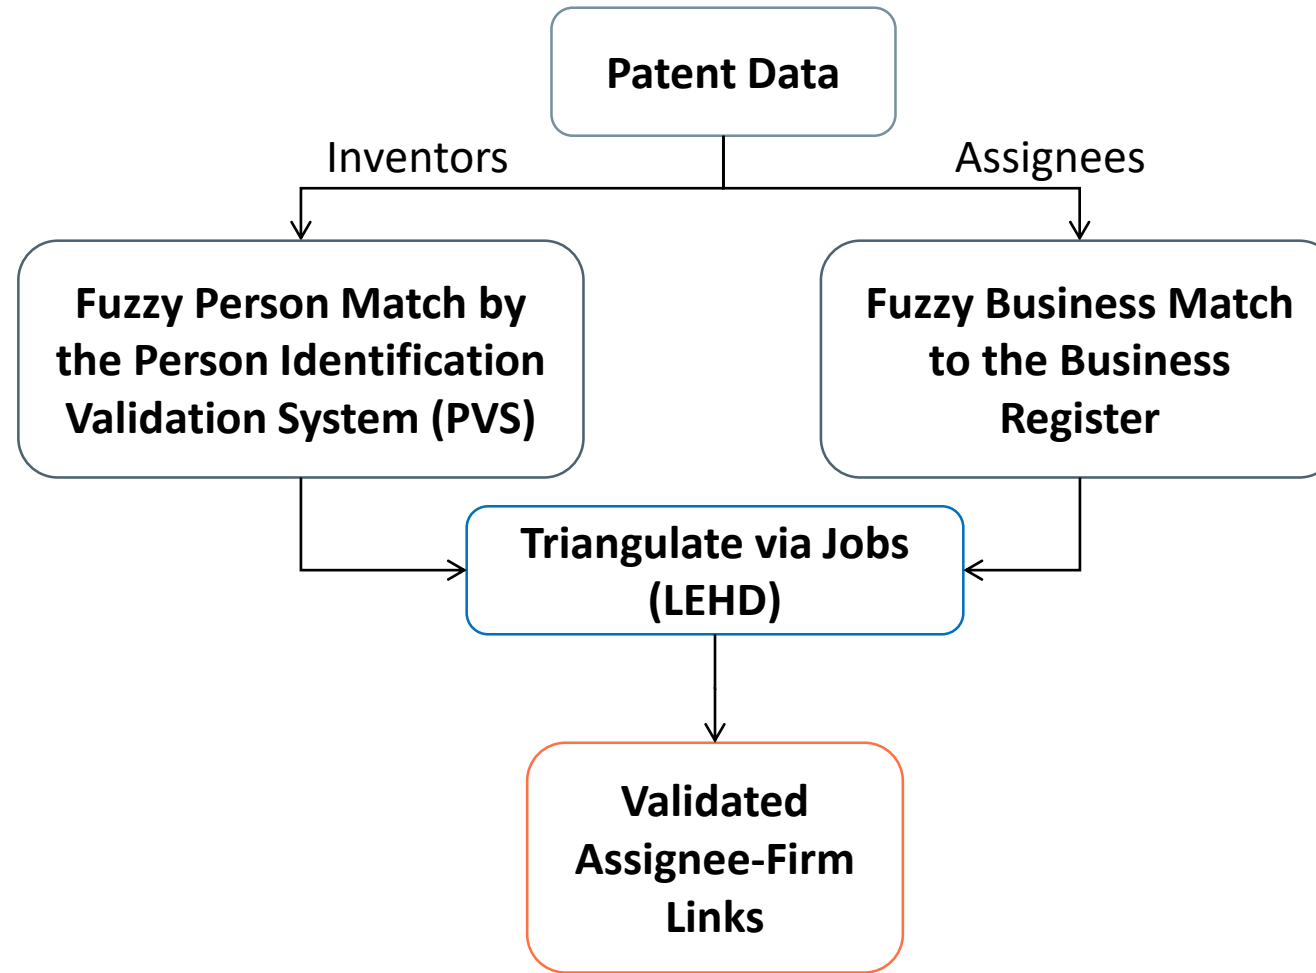 Patent Data
Inventors
Assignees
Fuzzy Person Match by
the Person Identification
Validation System (PVS)
Fuzzy Business Match
to the Business
Register
Triangulate via Jobs
(LEHD)
Validated
Assignee-Firm
Links